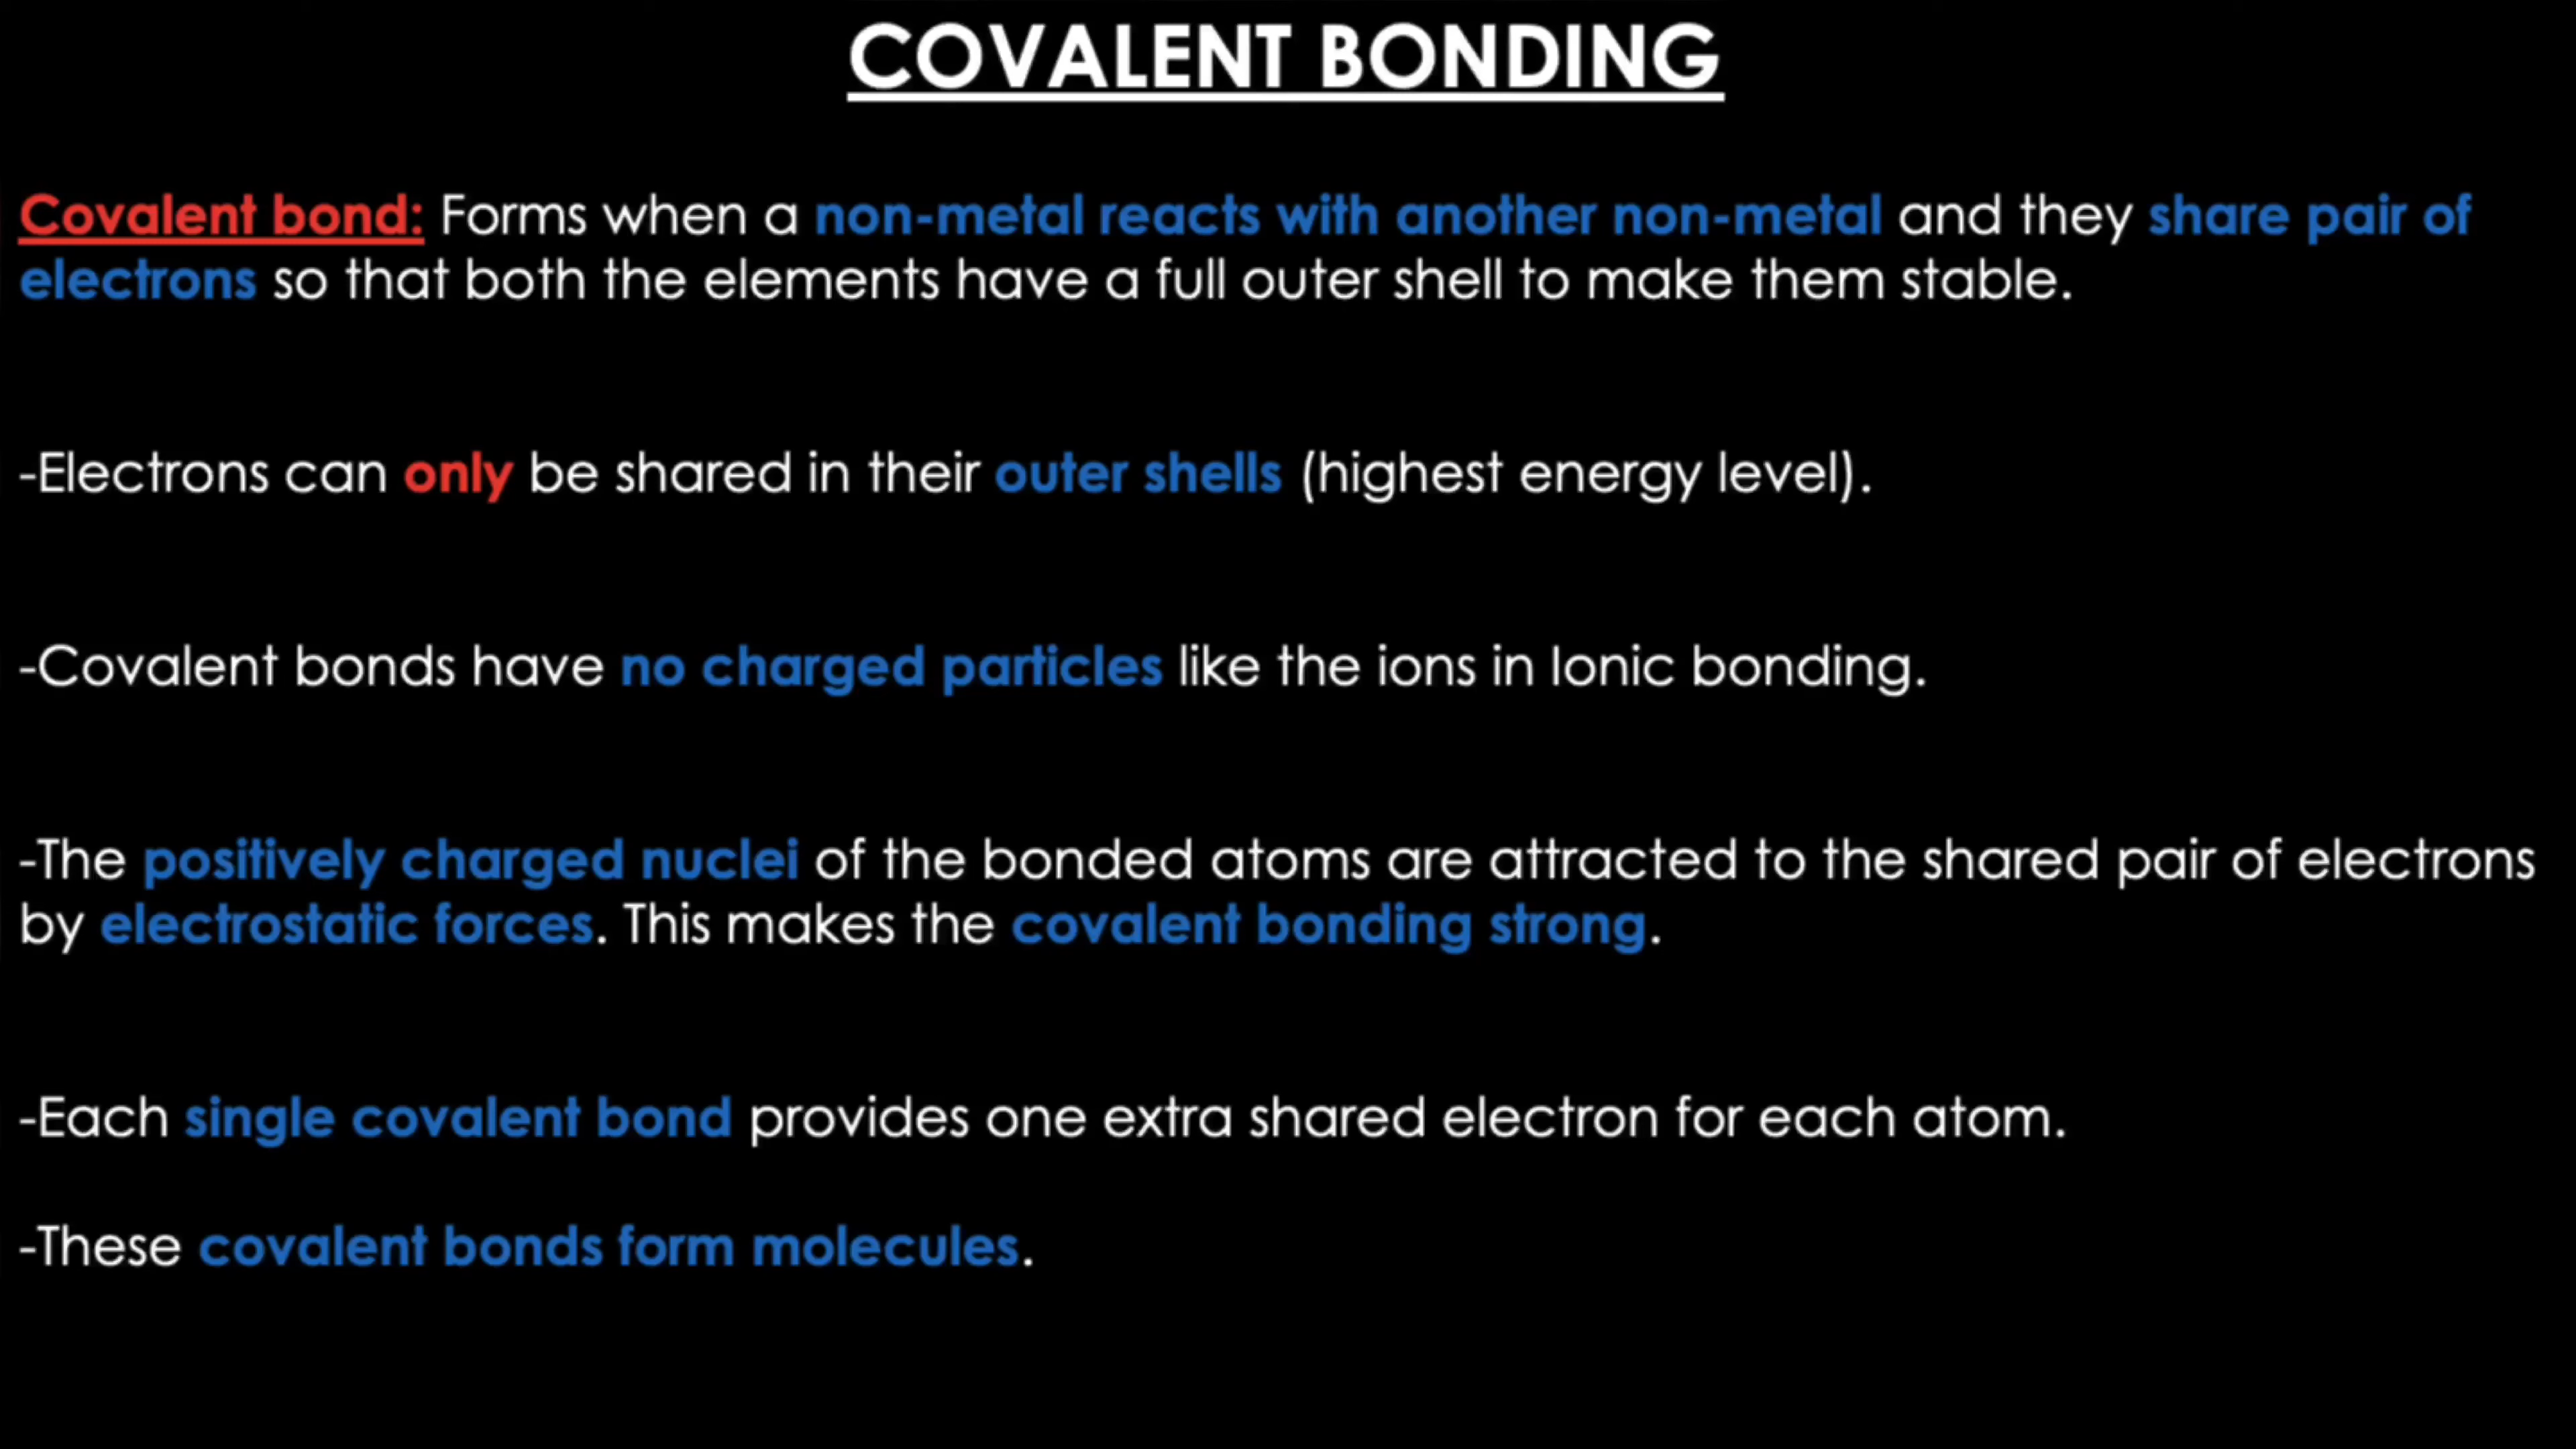 COVALENT BONDING
Covalent bond: Forms when a non-metal reacts with another non-metal and they share pair of
electrons so that both the elements have a full outer shell to make them stable.
-Electrons can only be shared in their outer shells (highest energy level).
-Covalent bonds have no charged particles like the ions in Ionic bonding.
-The positively charged nuclei of the bonded atoms are attracted to the shared pair of electrons
by electrostatic forces. This makes the covalent bonding strong.
-Each single covalent bond provides one extra shared electron for each atom.
-These covalent bonds form molecules.